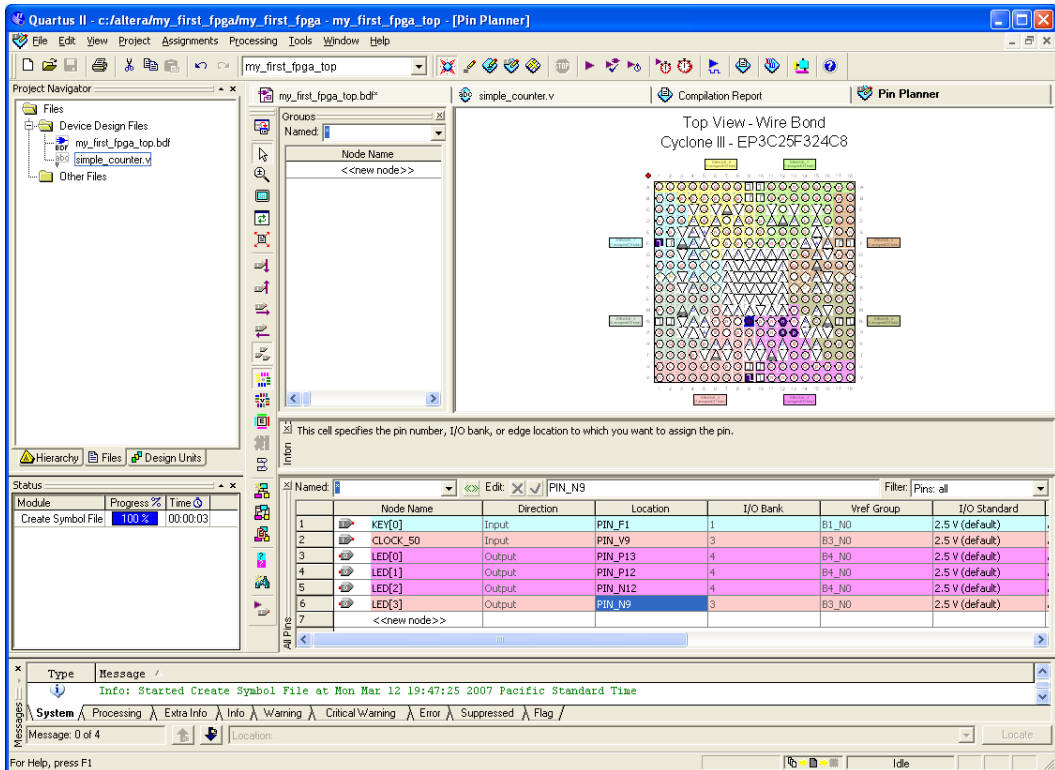 Quartus II - c:/altera/my_first_fpga/my_first_fpga - my_first_fpga_top - [Pin Planner]
File Edit View Project Assignments Processing Tools Window Help
my_first_fpga_top
Project Navigator
Files
Device Design Files
my_first_fpga_top.bdf
simple_counter.v
Other Files
Hierarchy Files Design Units
my_first_fpga_top.bdf* simple_counter.v Compilation Report Pin Planner
Groups
Named: *
Node Name
<<new node>>
Top View - Wire Bond
Cyclone III - EP3C25F324C8
This cell specifies the pin number, I/O bank, or edge location to which you want to assign the pin.
Status
Module Progress % Time
Create Symbol File 100 % 00:00:03
Named: * Edit: PIN_N9 Filter: Pins: all
Node Name Direction Location I/O Bank Vref Group I/O Standard
1 KEY[0] Input PIN_F1 1 B1_N0 2.5 V (default)
2 CLOCK_50 Input PIN_V9 3 B3_N0 2.5 V (default)
3 LED[0] Output PIN_P13 4 B4_N0 2.5 V (default)
4 LED[1] Output PIN_P12 4 B4_N0 2.5 V (default)
5 LED[2] Output PIN_N12 4 B4_N0 2.5 V (default)
6 LED[3] Output PIN_N9 3 B3_N0 2.5 V (default)
7 <<new node>>
All Pins
Type Message
Info: Started Create Symbol File at Mon Mar 12 19:47:25 2007 Pacific Standard Time
System Processing Extra Info Info Warning Critical Warning Error Suppressed Flag
Messages
Message: 0 of 4 Location: Locate
For Help, press F1 Idle